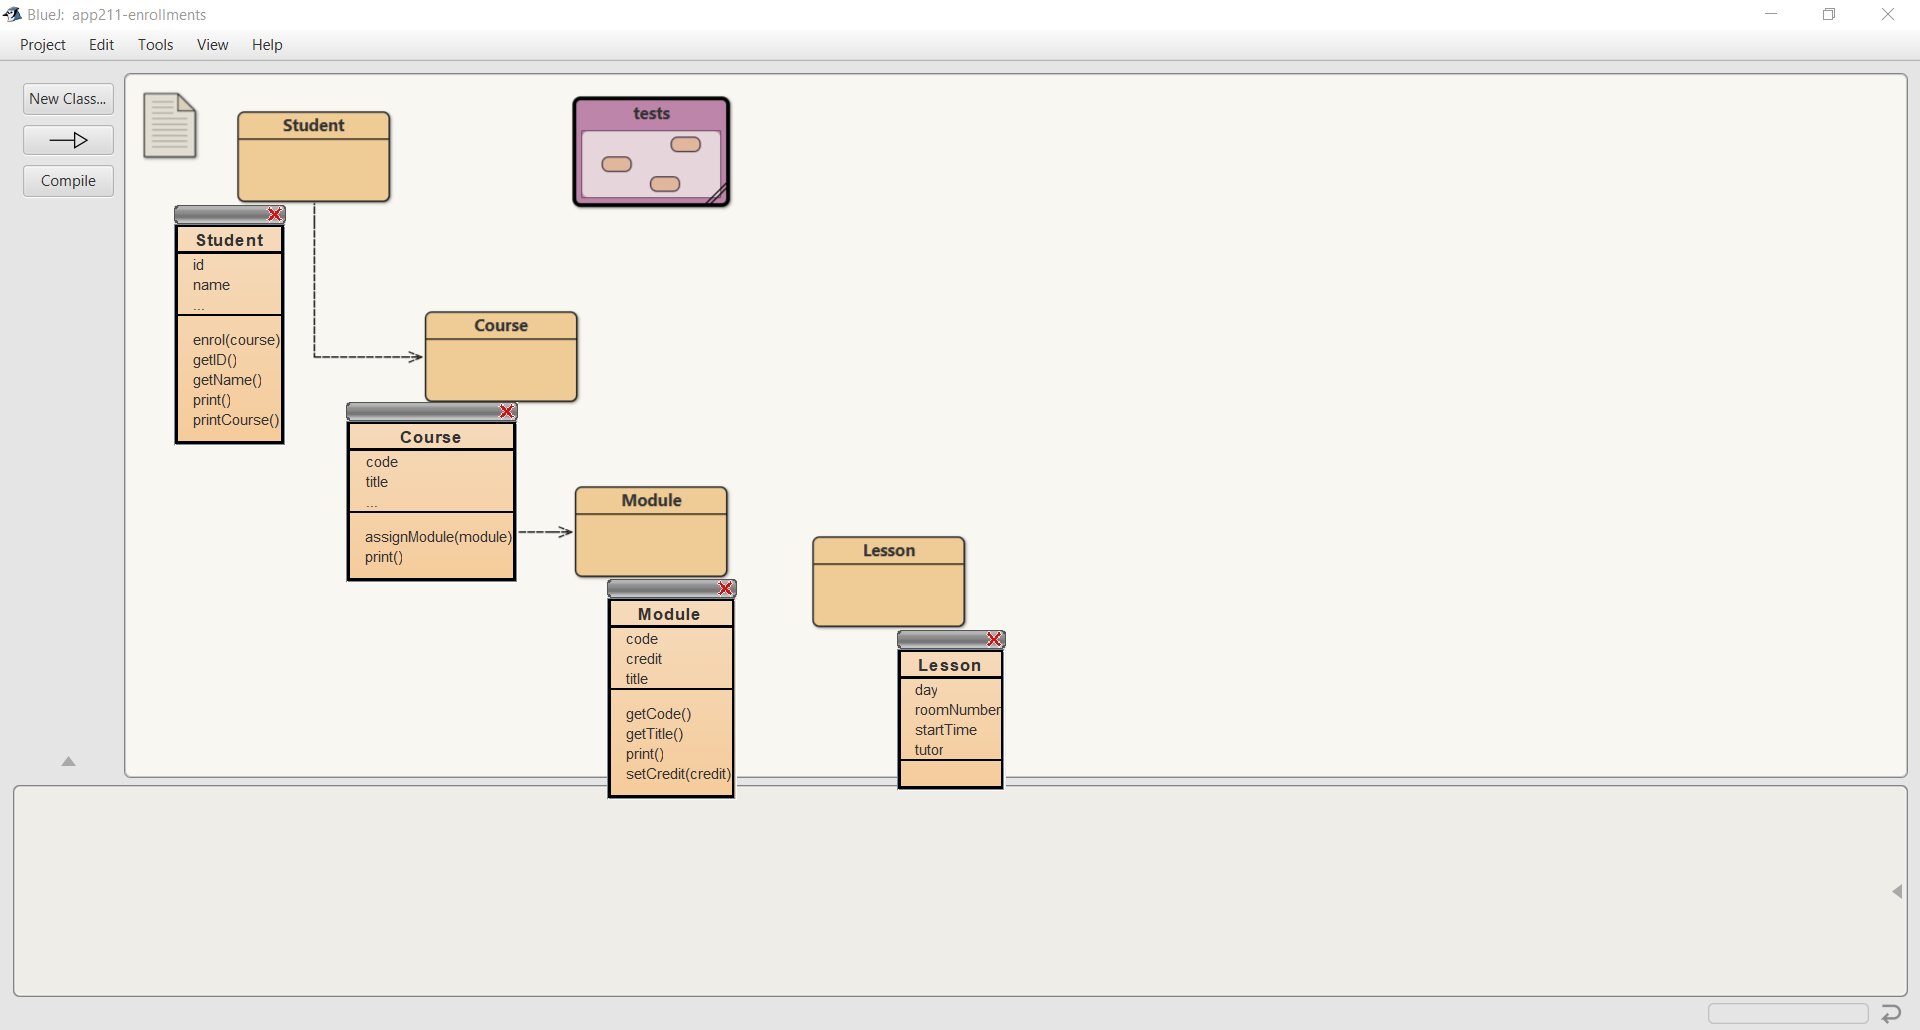 BlueJ: app211-enrollments
Project Edit Tools View Help
New Class...
Compile
Student
tests
Student
id
name
...
enrol(course)
getID()
getName()
print()
printCourse()
Course
Course
code
title
...
assignModule(module)
print()
Module
Module
code
credit
title
getCode()
getTitle()
print()
setCredit(credit)
Lesson
Lesson
day
roomNumber
startTime
tutor